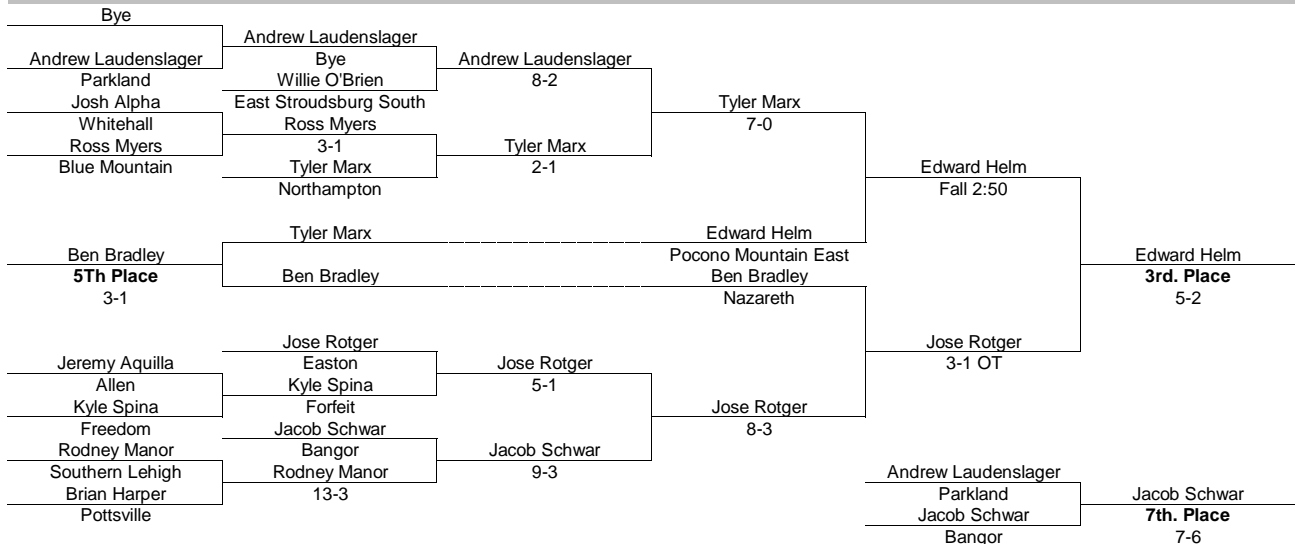 Bye
Andrew Laudenslager
Andrew Laudenslager Bye Andrew Laudenslager
Parkland Willie O'Brien 8-2
Josh Alpha East Stroudsburg South Tyler Marx
Whitehall Ross Myers 7-0
Ross Myers 3-1 Tyler Marx
Blue Mountain Tyler Marx 2-1 Edward Helm
Northampton Fall 2:50
Tyler Marx Edward Helm
Ben Bradley Pocono Mountain East Edward Helm
5Th Place Ben Bradley Ben Bradley 3rd. Place
3-1 Nazareth 5-2
Jose Rotger Jose Rotger
Jeremy Aquilla Easton Jose Rotger 3-1 OT
Allen Kyle Spina 5-1
Kyle Spina Forfeit Jose Rotger
Freedom Jacob Schwar 8-3
Rodney Manor Bangor Jacob Schwar
Southern Lehigh Rodney Manor 9-3 Andrew Laudenslager
Brian Harper 13-3 Parkland Jacob Schwar
Pottsville Jacob Schwar 7th. Place
Bangor 7-6